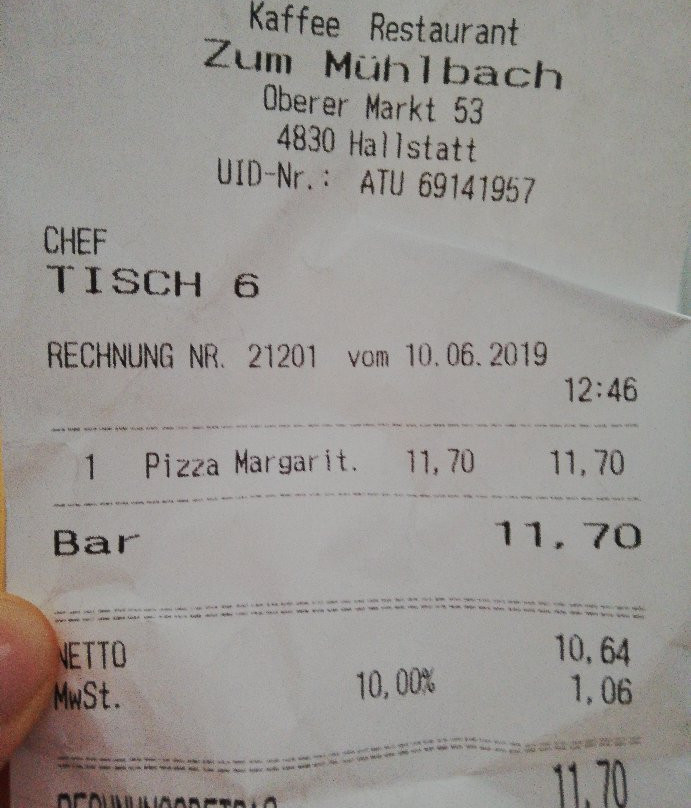 Kaffee Restaurant
Zum Mühlbach
Oberer Markt 53
4830 Hallstatt
UID-Nr.: ATU 69141957
CHEF
TISCH 6
RECHNUNG NR. 21201 vom 10.06.2019
12:46
1 Pizza Margarit. 11,70 11,70
Bar 11,70
NETTO 10,64
MwSt. 10,00% 1,06
11,70